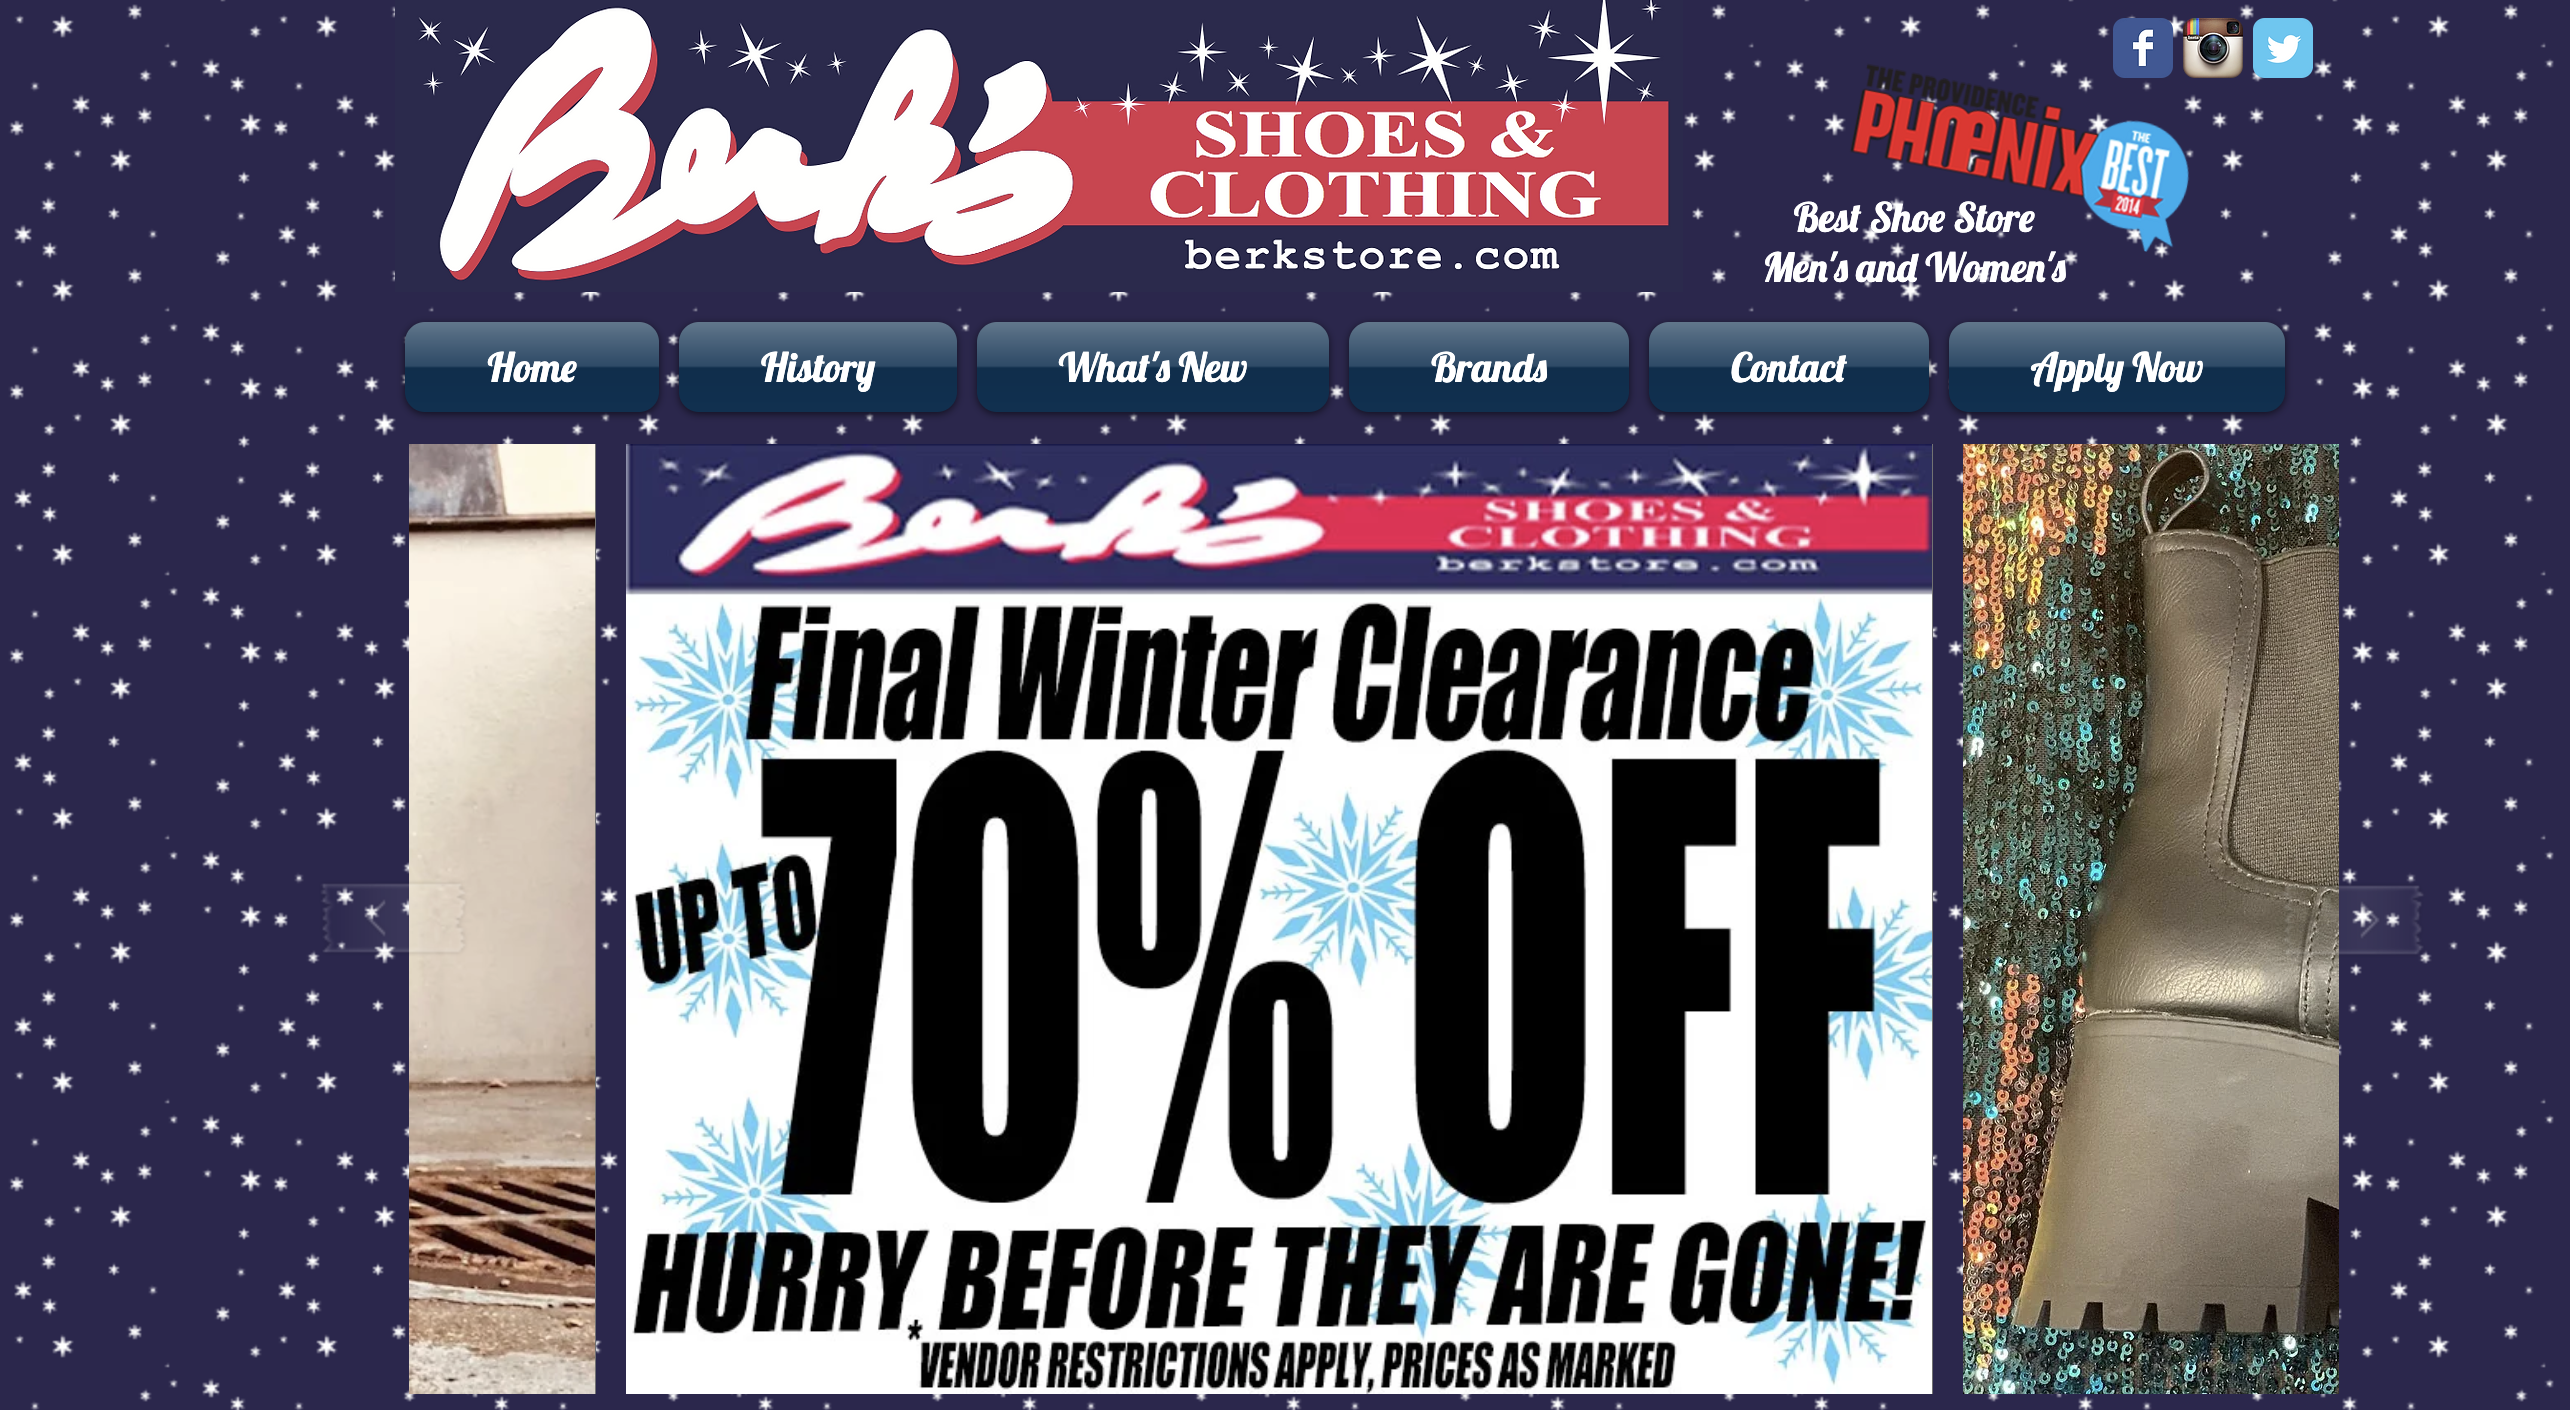 Berk's
SHOES &
CLOTHING
berkstore.com
THE PROVIDENCE
PHŒNIX
THE
BEST
2014
Best Shoe Store
Men's and Women's
Home
History
What's New
Brands
Contact
Apply Now
Berk's
SHOES &
CLOTHING
berkstore.com
Final Winter Clearance
UP TO
70% OFF
HURRY BEFORE THEY ARE GONE!
*VENDOR RESTRICTIONS APPLY, PRICES AS MARKED